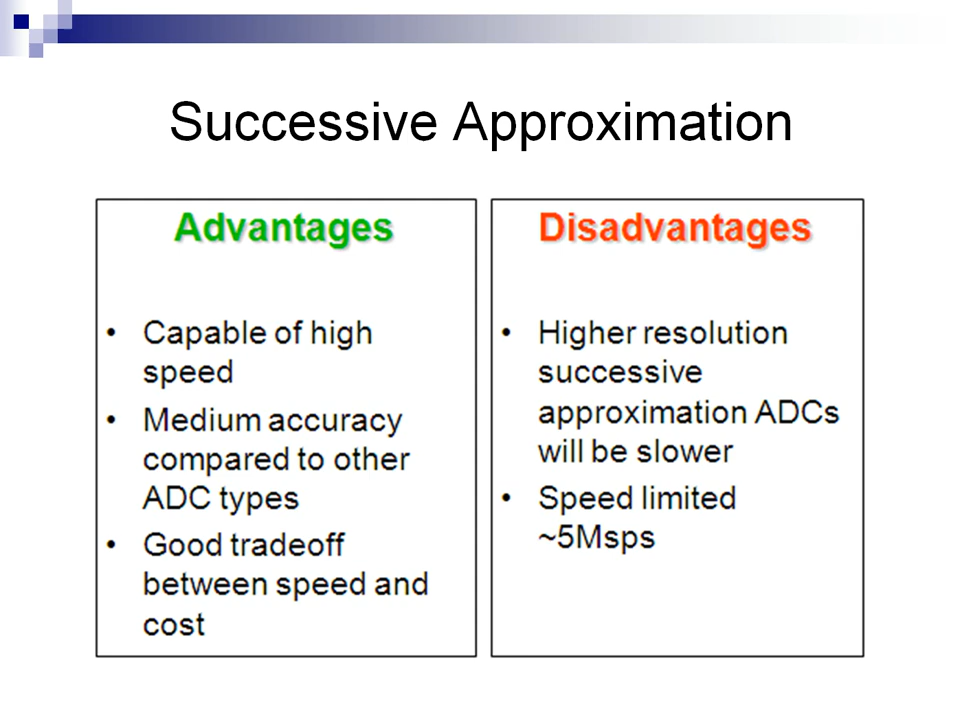 Successive Approximation
Advantages
• Capable of high
speed
• Medium accuracy
compared to other
ADC types
• Good tradeoff
between speed and
cost
Disadvantages
• Higher resolution
successive
approximation ADCs
will be slower
• Speed limited
~5Msps